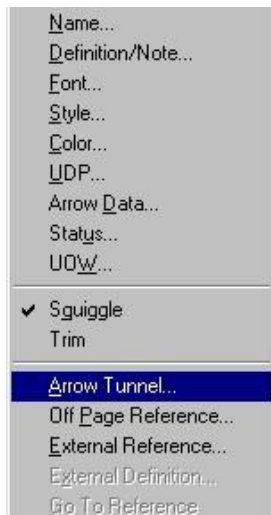 Name...
Definition/Note...
Font...
Style...
Color...
UDP...
Arrow Data...
Status...
UOW...
Squiggle
Trim
Arrow Tunnel...
Off Page Reference...
External Reference...
External Definition...
Go To Reference